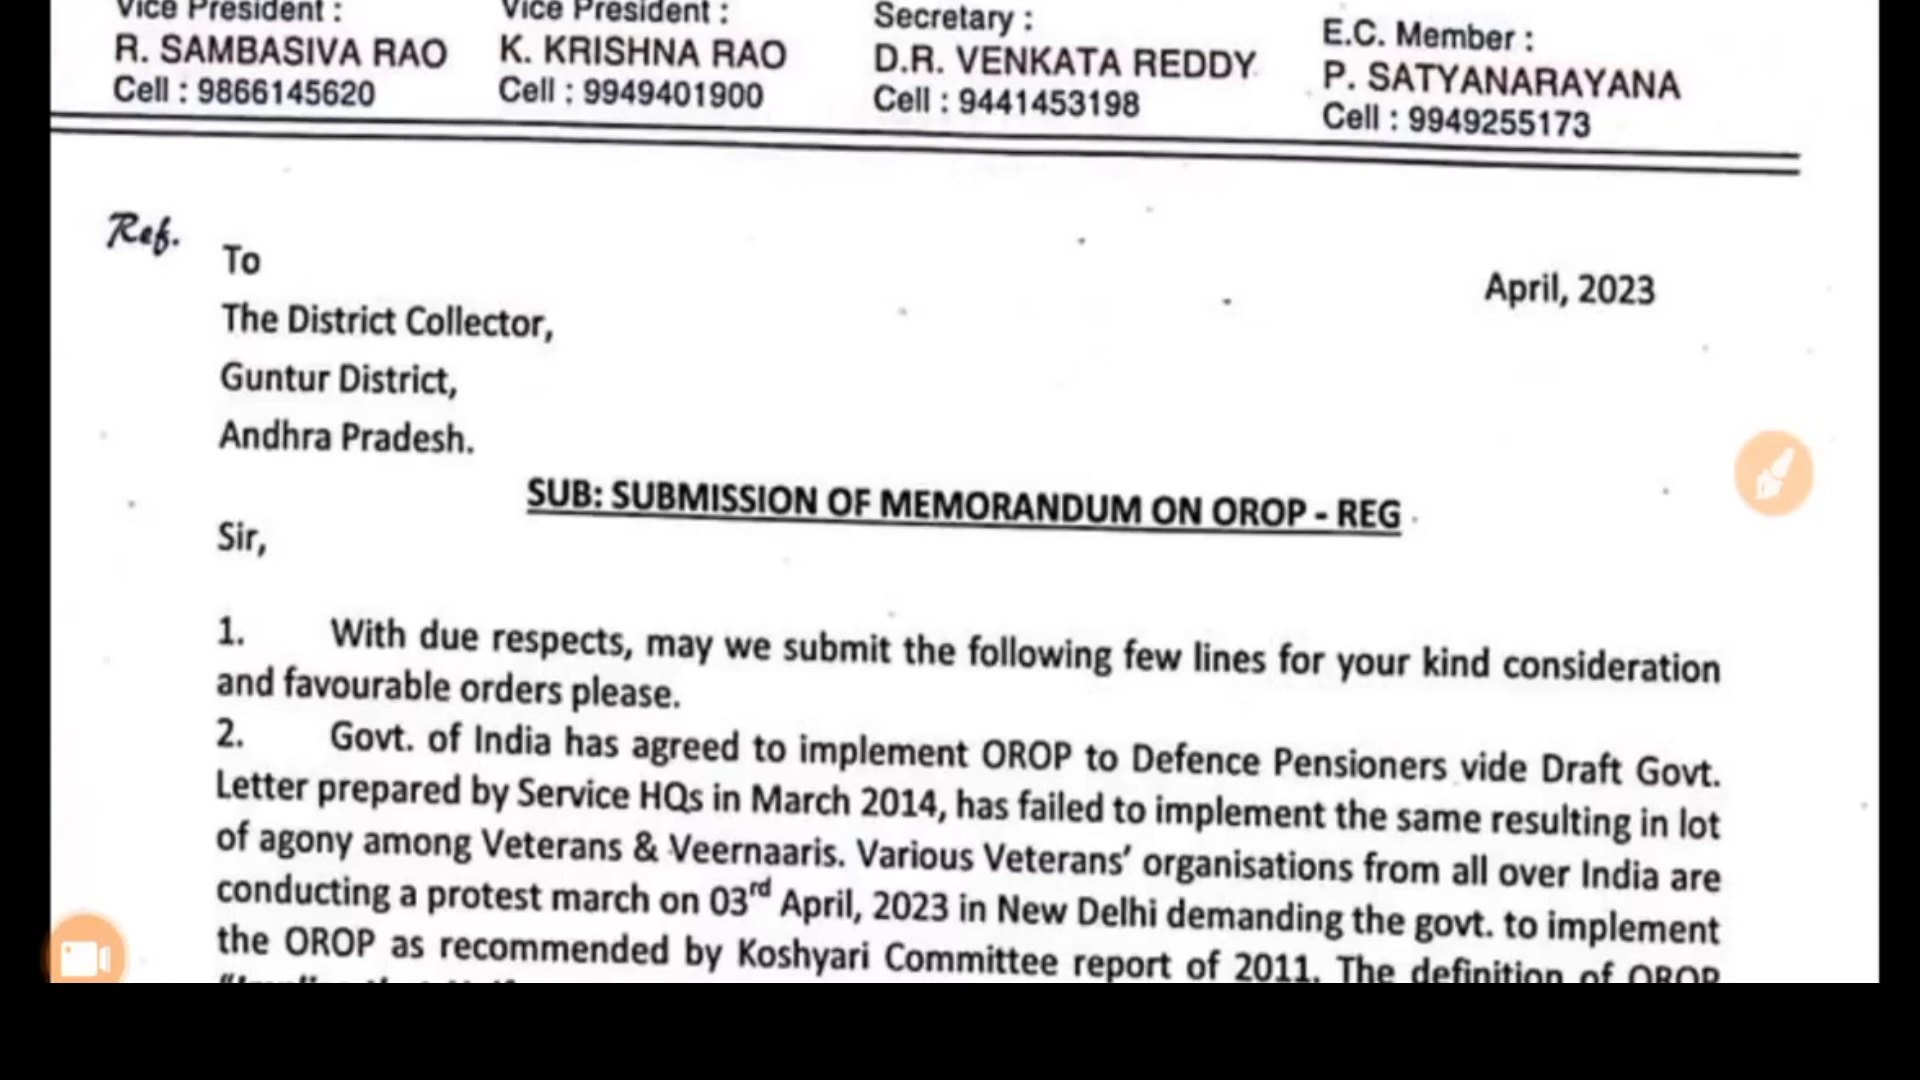 Vice President : Vice President : Secretary : E.C. Member :
R. SAMBASIVA RAO K. KRISHNA RAO D.R. VENKATA REDDY P. SATYANARAYANA
Cell : 9866145620 Cell : 9949401900 Cell : 9441453198 Cell : 9949255173
Ref.
To
April, 2023
The District Collector,
Guntur District,
Andhra Pradesh.
SUB: SUBMISSION OF MEMORANDUM ON OROP - REG
Sir,
1. With due respects, may we submit the following few lines for your kind consideration
and favourable orders please.
2. Govt. of India has agreed to implement OROP to Defence Pensioners vide Draft Govt.
Letter prepared by Service HQs in March 2014, has failed to implement the same resulting in lot
of agony among Veterans & Veernaaris. Various Veterans’ organisations from all over India are
conducting a protest march on 03rd April, 2023 in New Delhi demanding the govt. to implement
the OROP as recommended by Koshyari Committee report of 2011. The definition of OROP